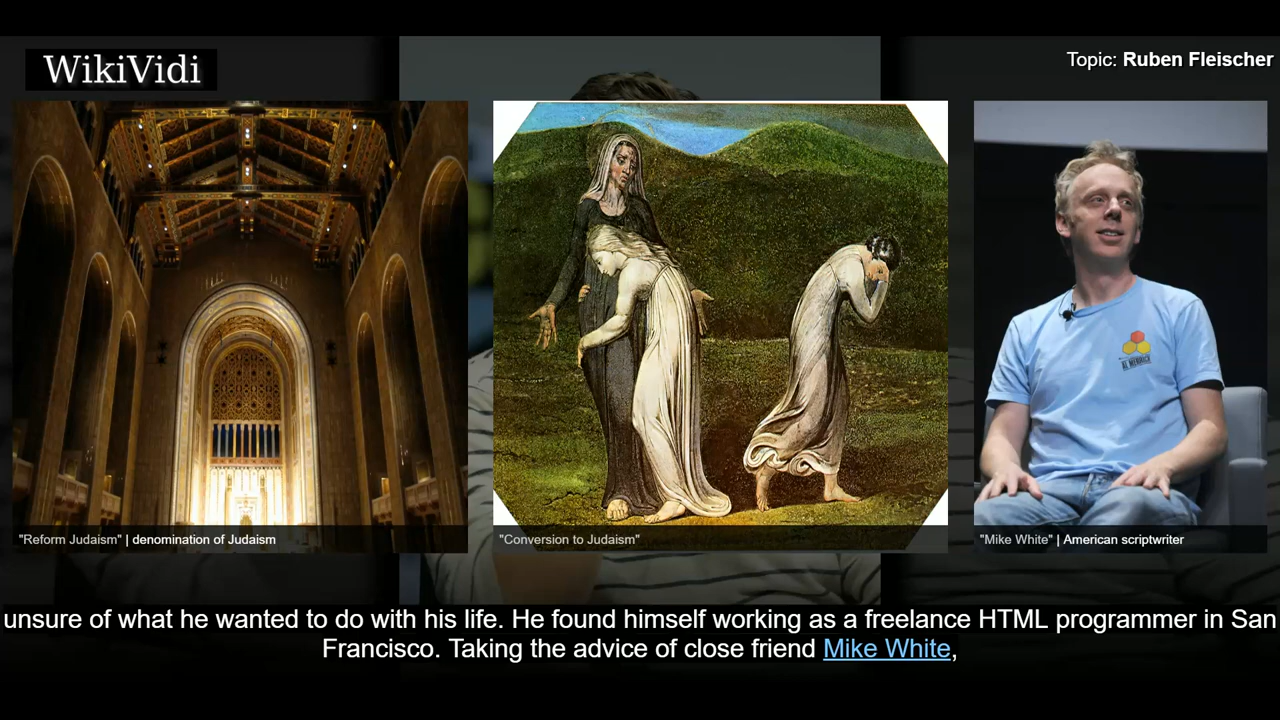 WikiVidi
Topic: Ruben Fleischer
"Reform Judaism" | denomination of Judaism
"Conversion to Judaism"
"Mike White" | American scriptwriter
unsure of what he wanted to do with his life. He found himself working as a freelance HTML programmer in San
Francisco. Taking the advice of close friend Mike White,